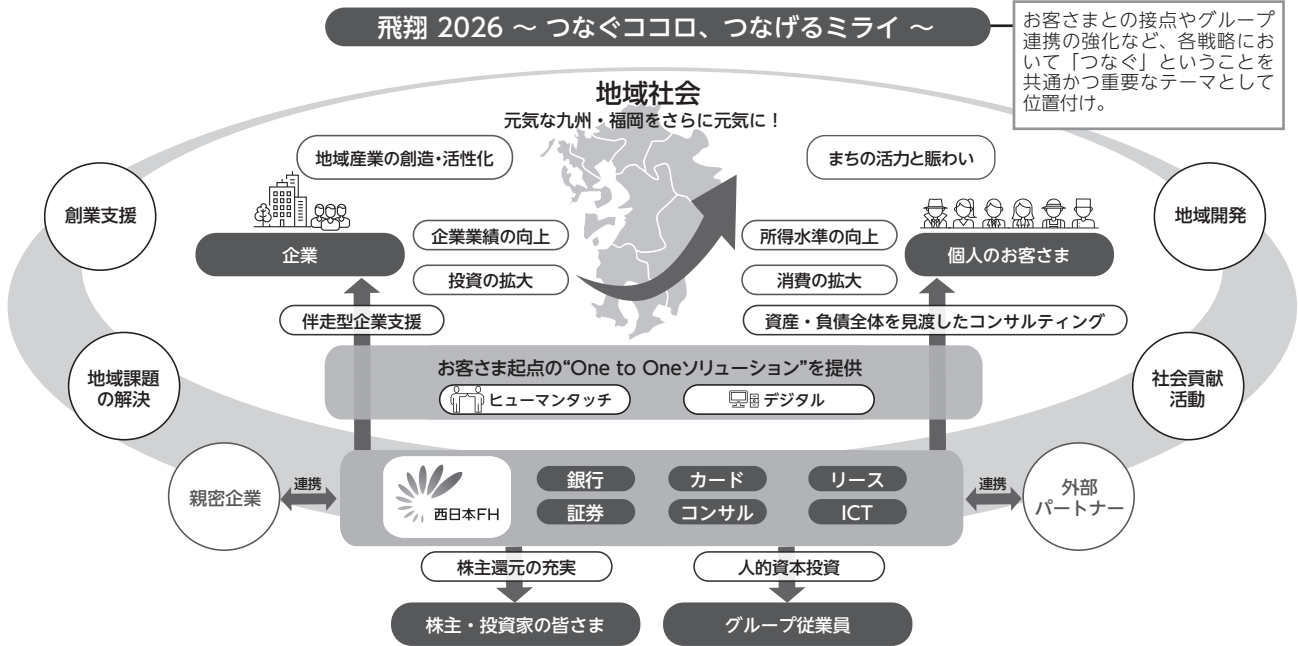 飛翔 2026 ～ つなぐココロ、つなげるミライ ～
お客さまとの接点やグループ
連携の強化など、各戦略にお
いて「つなぐ」ということを
共通かつ重要なテーマとして
位置付け。
地域社会
元気な九州・福岡をさらに元気に！
地域産業の創造・活性化
まちの活力と賑わい
創業支援
地域開発
企業
企業業績の向上
投資の拡大
所得水準の向上
消費の拡大
個人のお客さま
伴走型企業支援
資産・負債全体を見渡したコンサルティング
お客さま起点の“One to Oneソリューション”を提供
ヒューマンタッチ
デジタル
地域課題
の解決
社会貢献
活動
親密企業
連携
西日本FH
銀行
カード
リース
証券
コンサル
ICT
連携
外部
パートナー
株主還元の充実
人的資本投資
株主・投資家の皆さま
グループ従業員